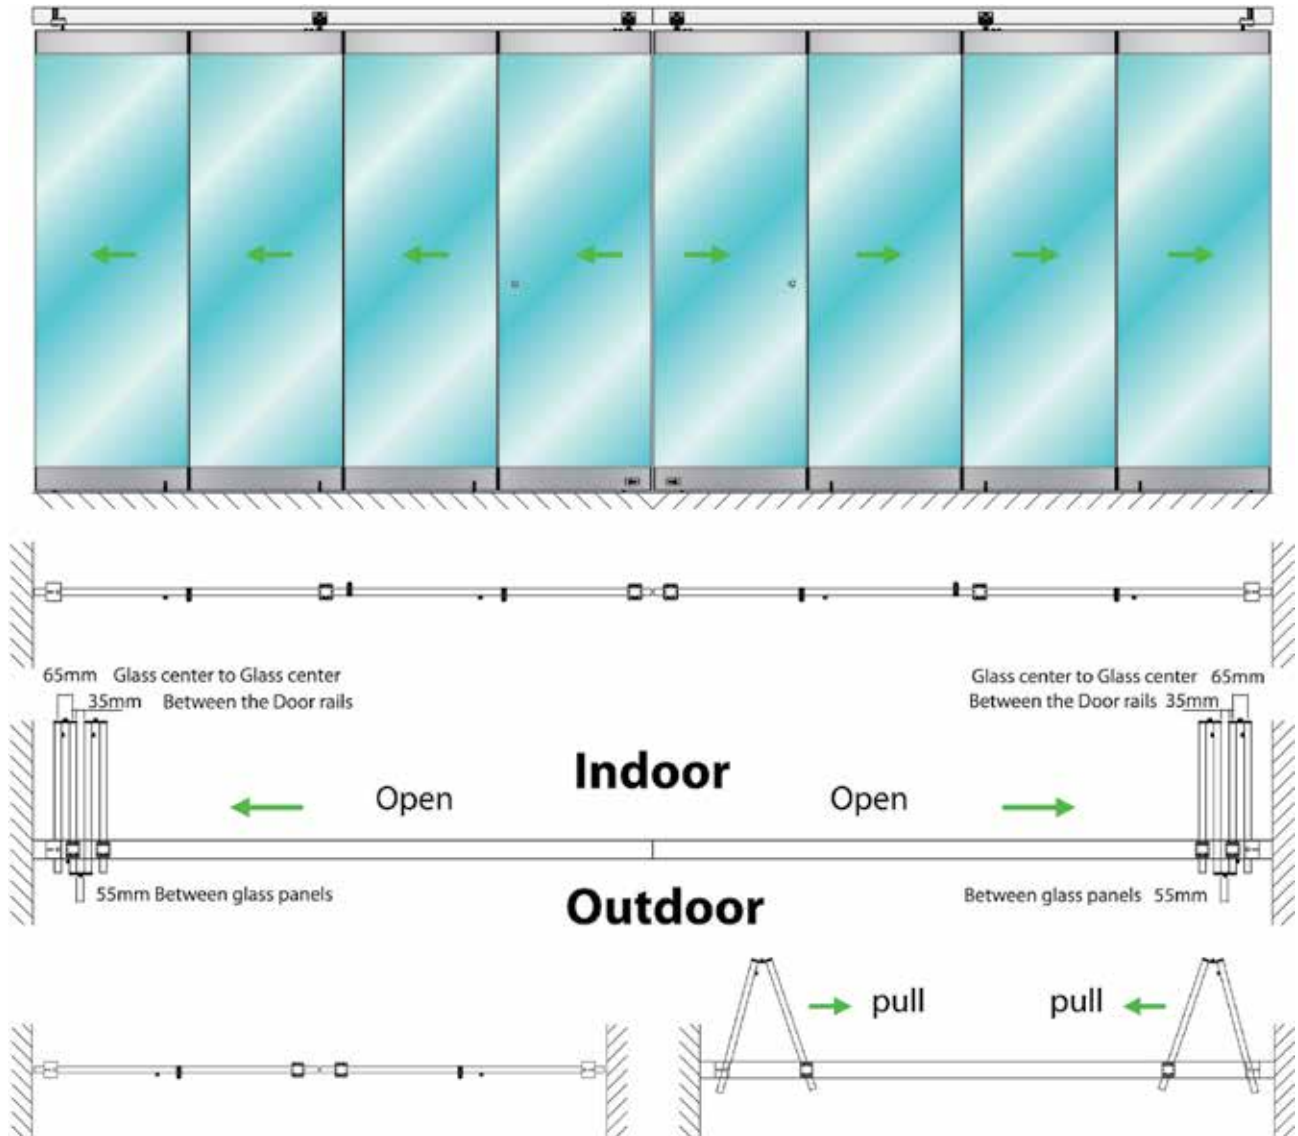 65mm Glass center to Glass center
Glass center to Glass center 65mm
35mm Between the Door rails
Between the Door rails 35mm
Indoor
Open
Open
55mm Between glass panels
Between glass panels 55mm
Outdoor
pull
pull